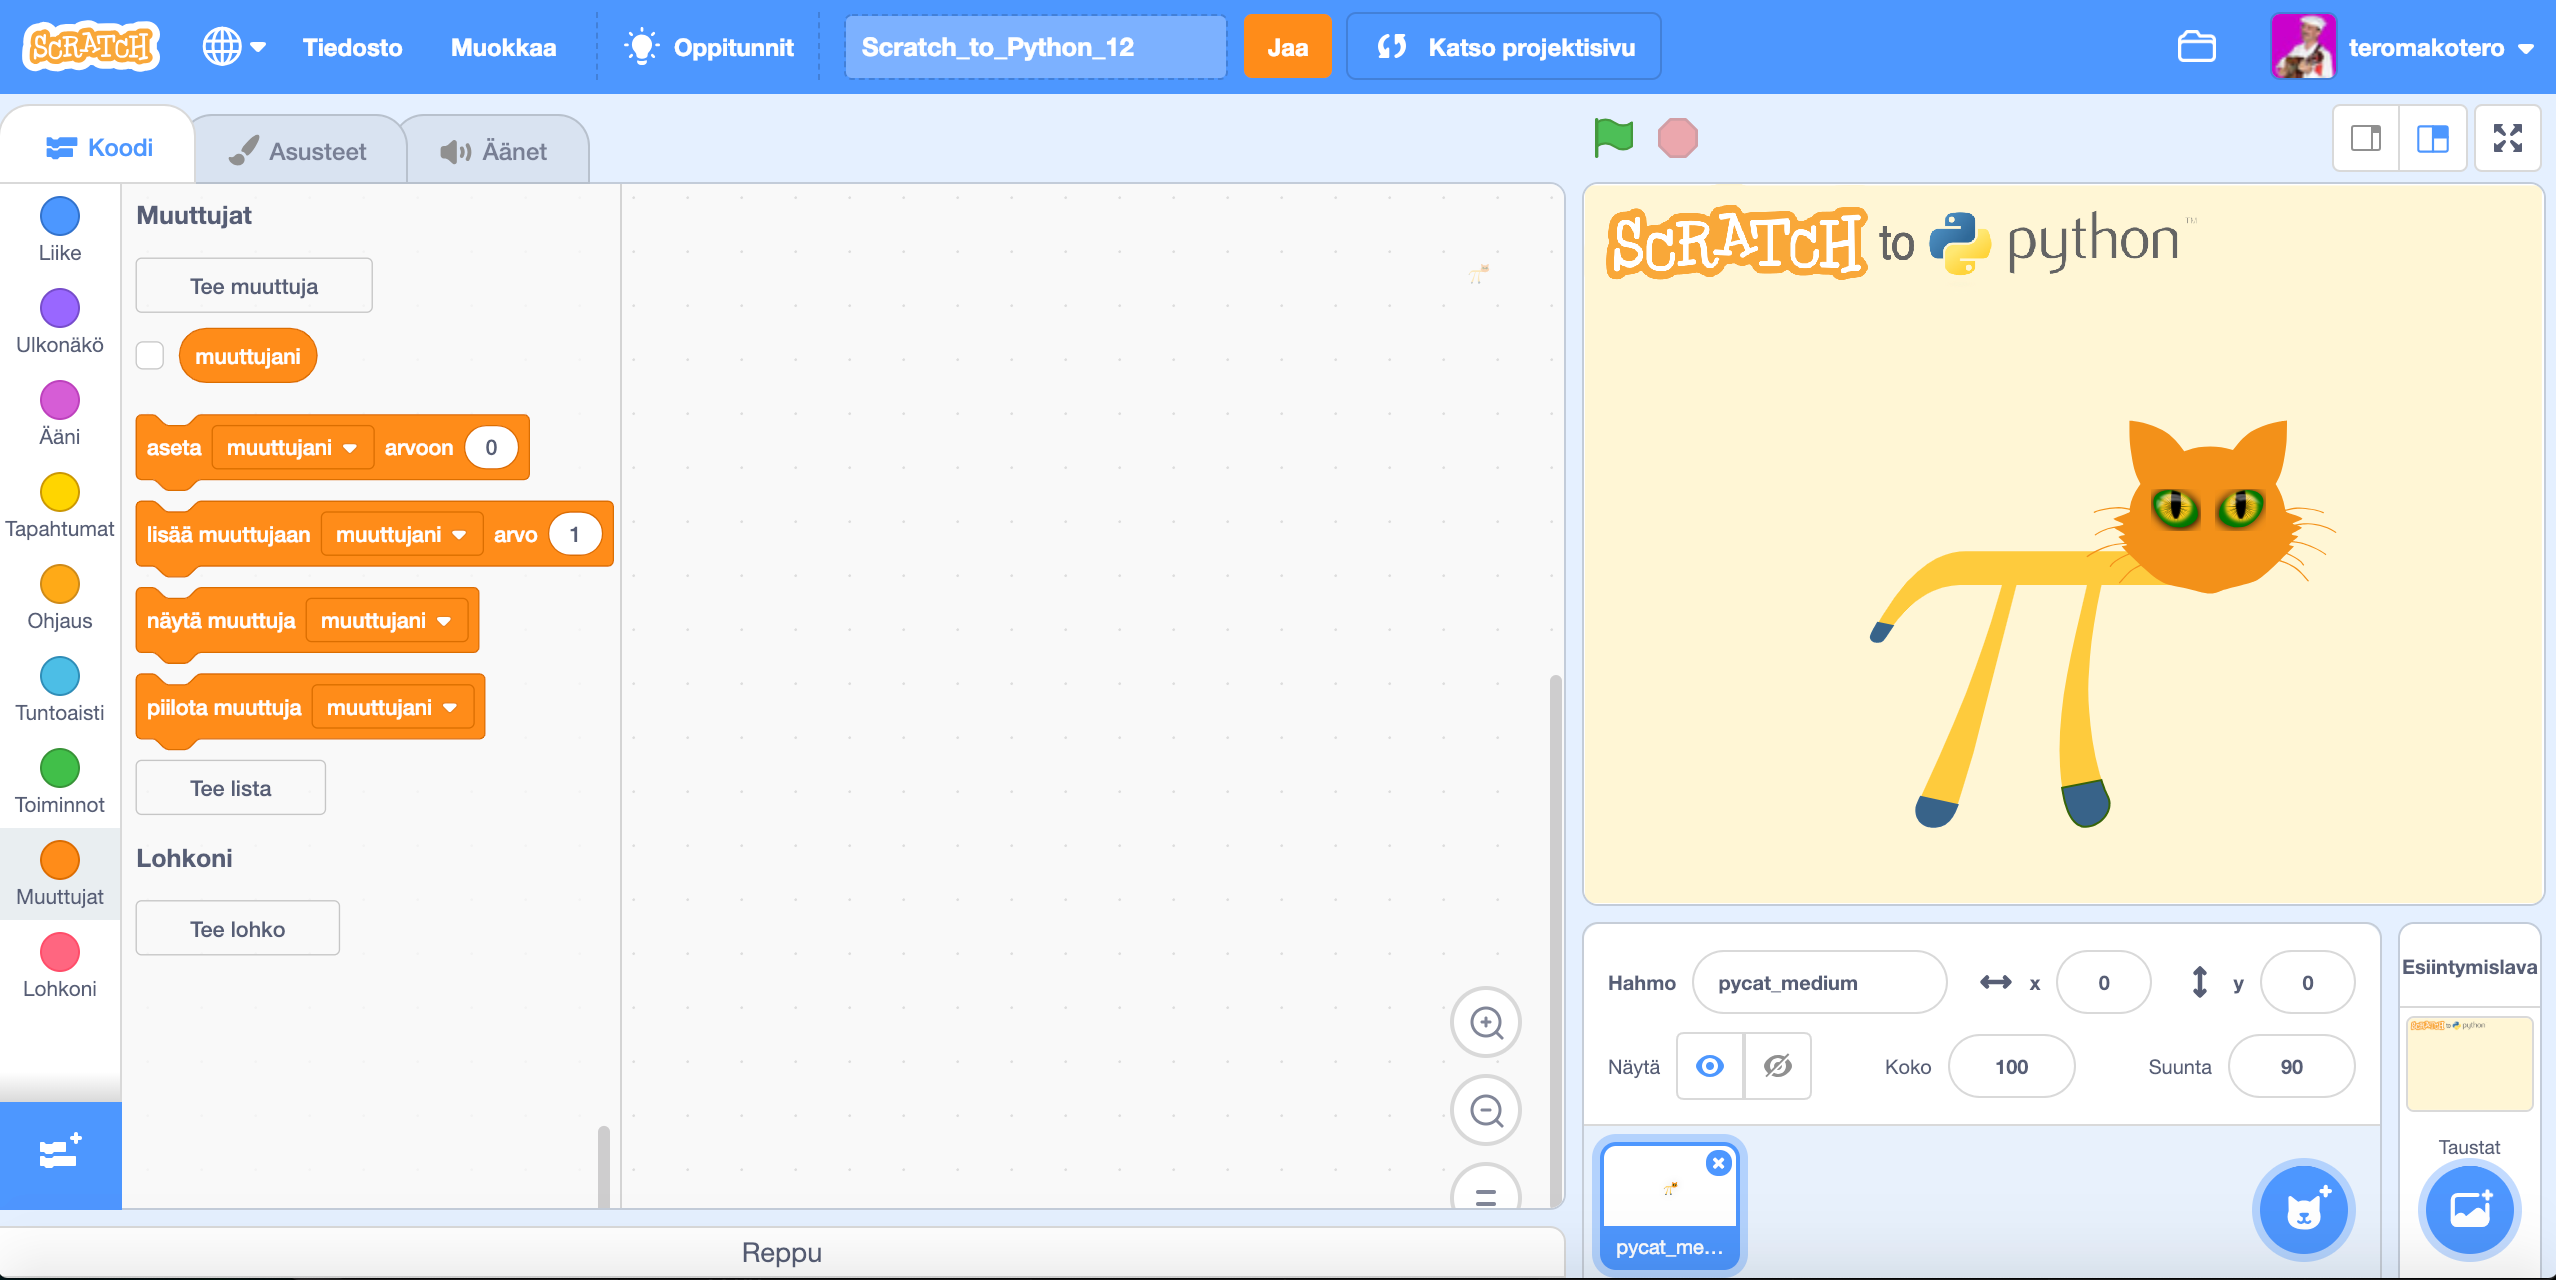 SCRATCH
Tiedosto
Muokkaa
Oppitunnit
Scratch_to_Python_12
Jaa
Katso projektisivu
teromakotero
Koodi
Asusteet
Äänet
Liike
Ulkonäkö
Ääni
Tapahtumat
Ohjaus
Tuntoaisti
Toiminnot
Muuttujat
Lohkoni
Muuttujat
Tee muuttuja
muuttujani
aseta muuttujani arvoon 0
lisää muuttujaan muuttujani arvo 1
näytä muuttuja muuttujani
piilota muuttuja muuttujani
Tee lista
Lohkoni
Tee lohko
Reppu
SCRATCH to python™
Hahmo pycat_medium x 0 y 0
Näytä Koko 100 Suunta 90
pycat_me...
Esiintymislava
SCRATCH to python
Taustat